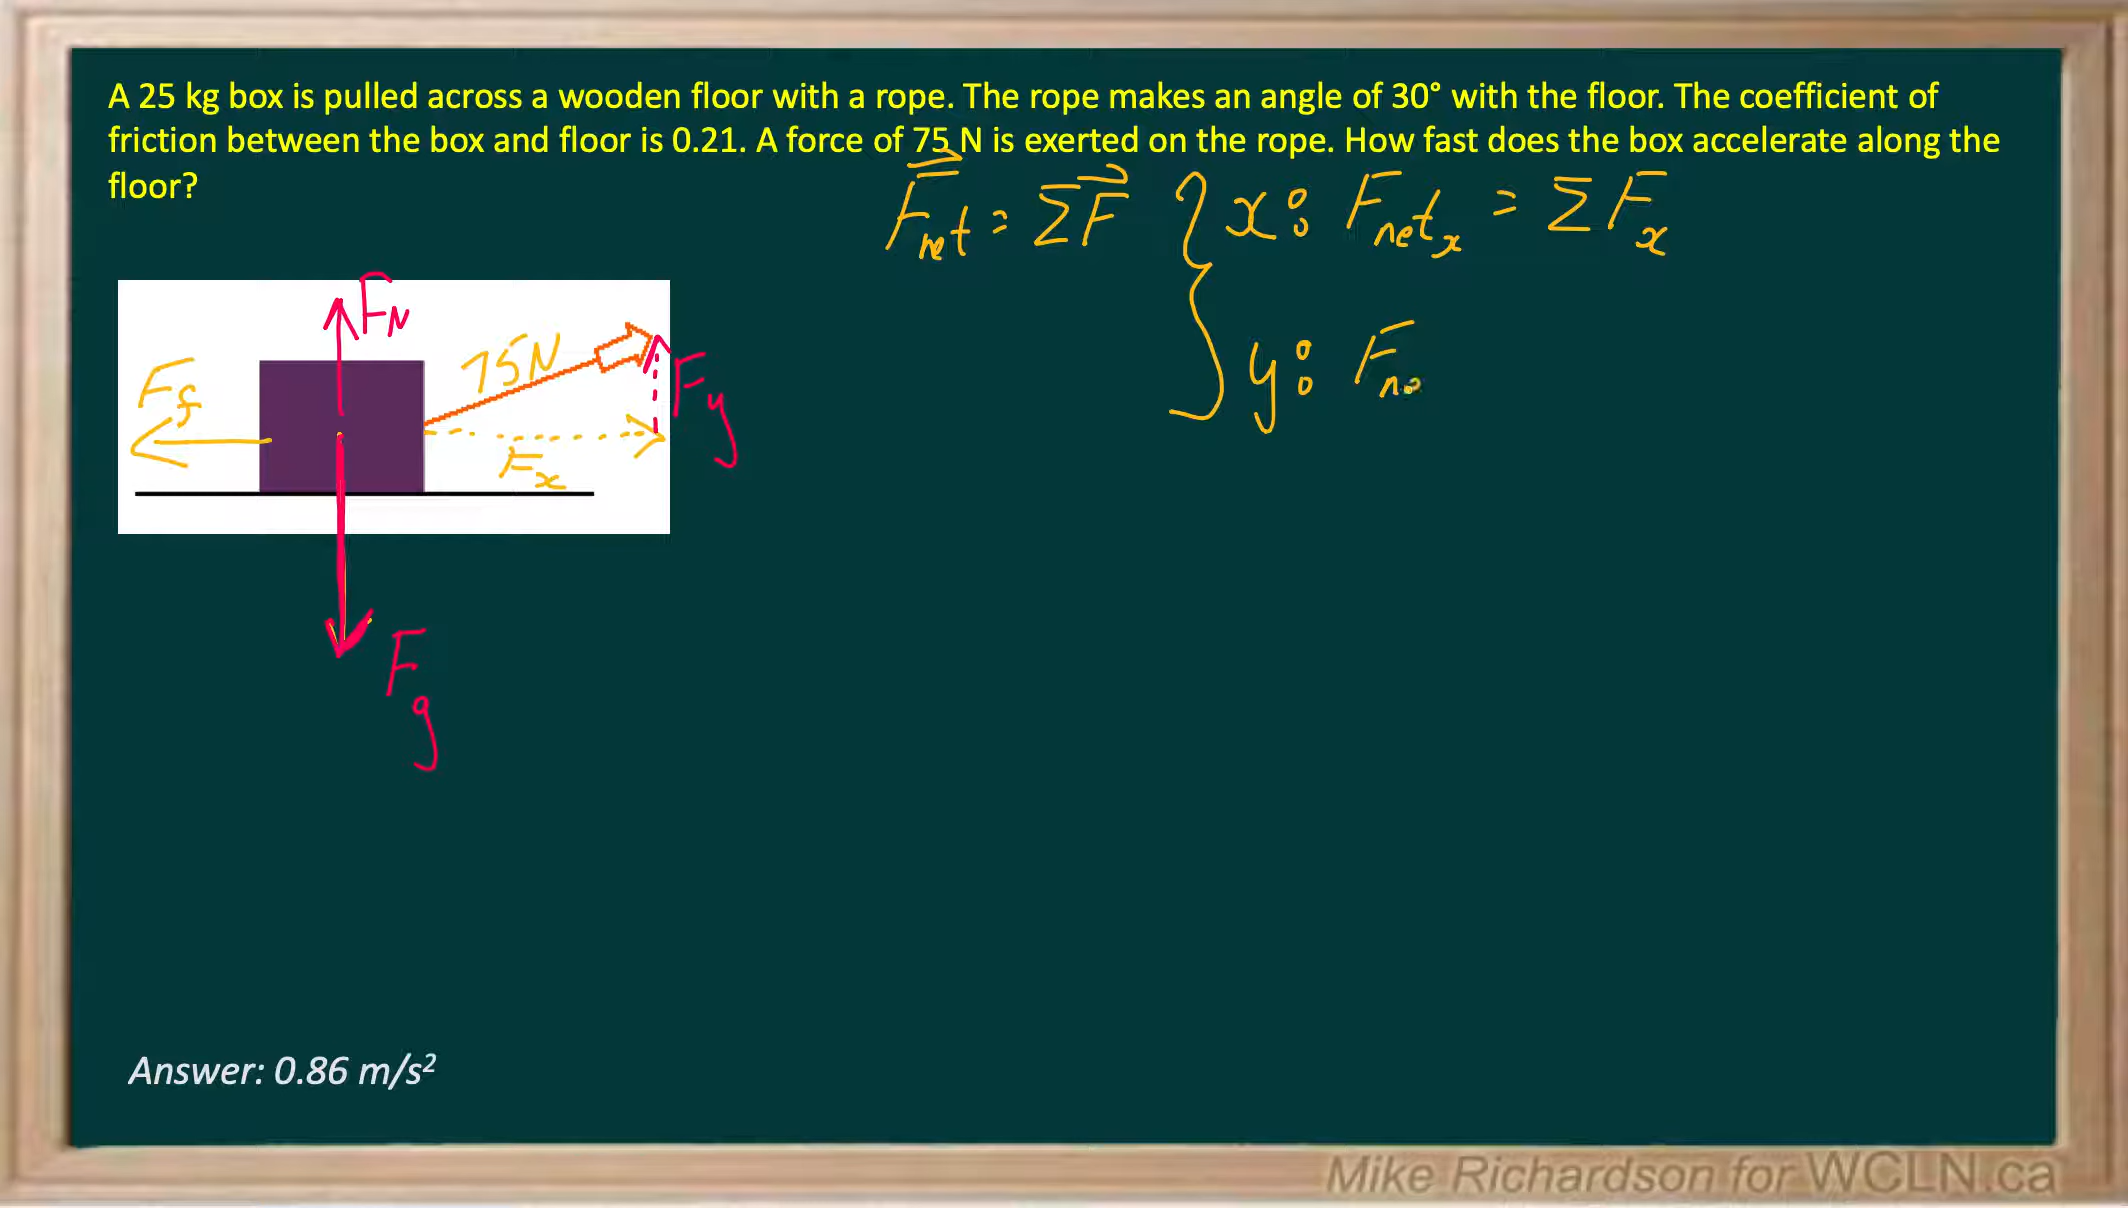 A 25 kg box is pulled across a wooden floor with a rope. The rope makes an angle of 30° with the floor. The coefficient of
friction between the box and floor is 0.21. A force of 75 N is exerted on the rope. How fast does the box accelerate along the
floor?
F⃗net = ΣF⃗ { x: Fnetx = ΣFx
y: Fne
FN
75N
Ff
Fy
Fx
Fg
Answer: 0.86 m/s²
Mike Richardson for WCLN.ca